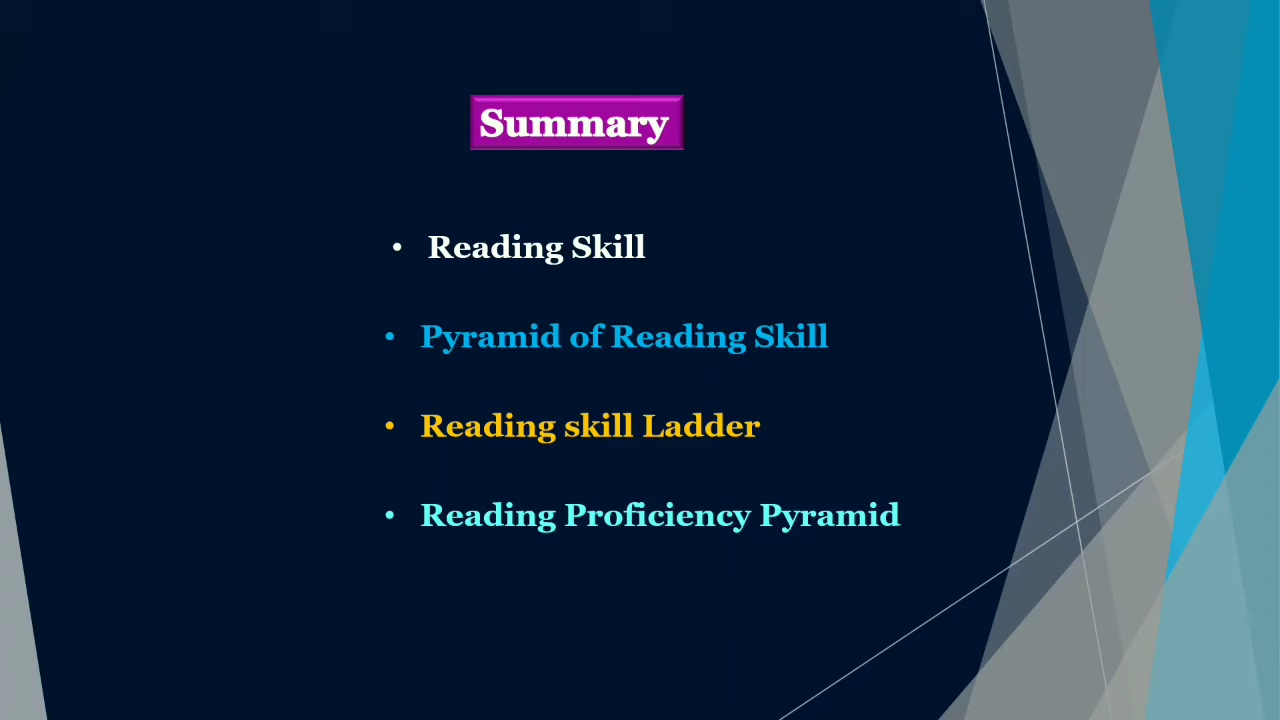 Summary
• Reading Skill
• Pyramid of Reading Skill
• Reading skill Ladder
• Reading Proficiency Pyramid